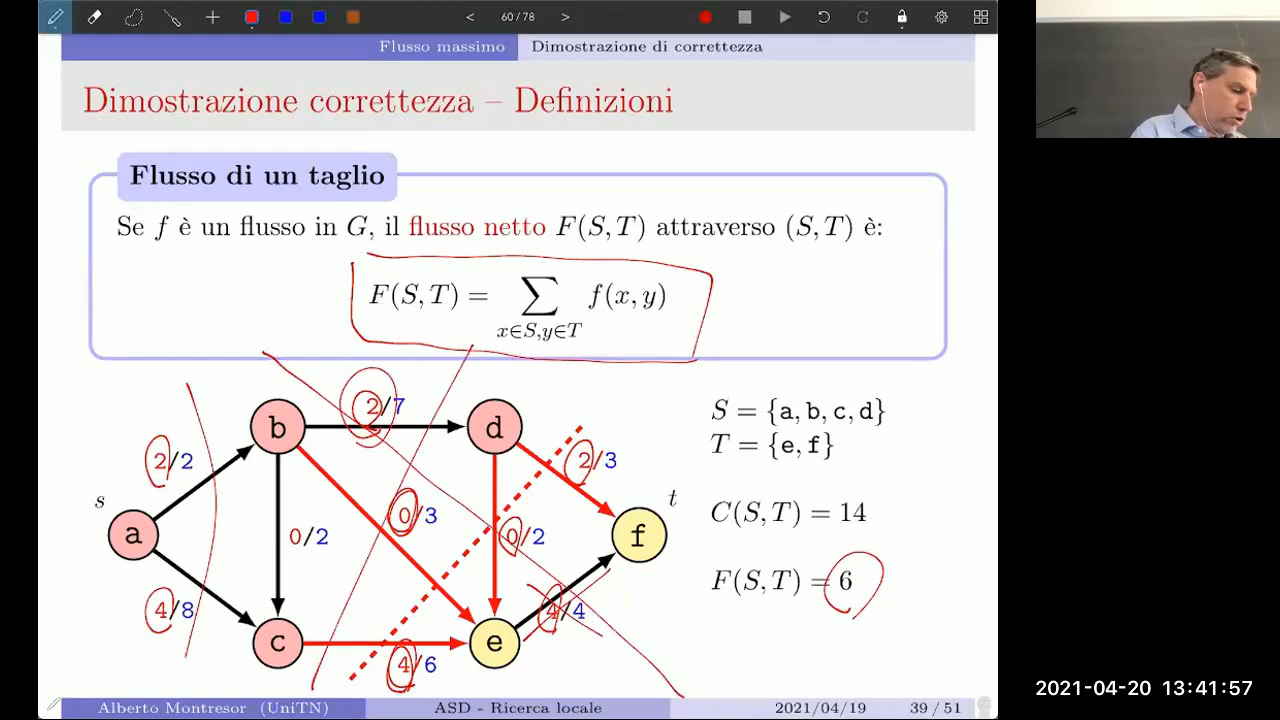 60 / 78
Flusso massimo Dimostrazione di correttezza
Dimostrazione correttezza – Definizioni
Flusso di un taglio
Se f è un flusso in G, il flusso netto F(S, T) attraverso (S, T) è:
F(S, T) = ∑ f(x, y)
x∈S,y∈T
2/7
b
d
S = {a, b, c, d}
T = {e, f}
2/2
2/3
s
t
a
0/2
0/3
0/2
f
C(S, T) = 14
4/8
4/4
F(S, T) = 6
c
e
4/6
Alberto Montresor (UniTN) ASD - Ricerca locale 2021/04/19 39 / 51
2021-04-20 13:41:57